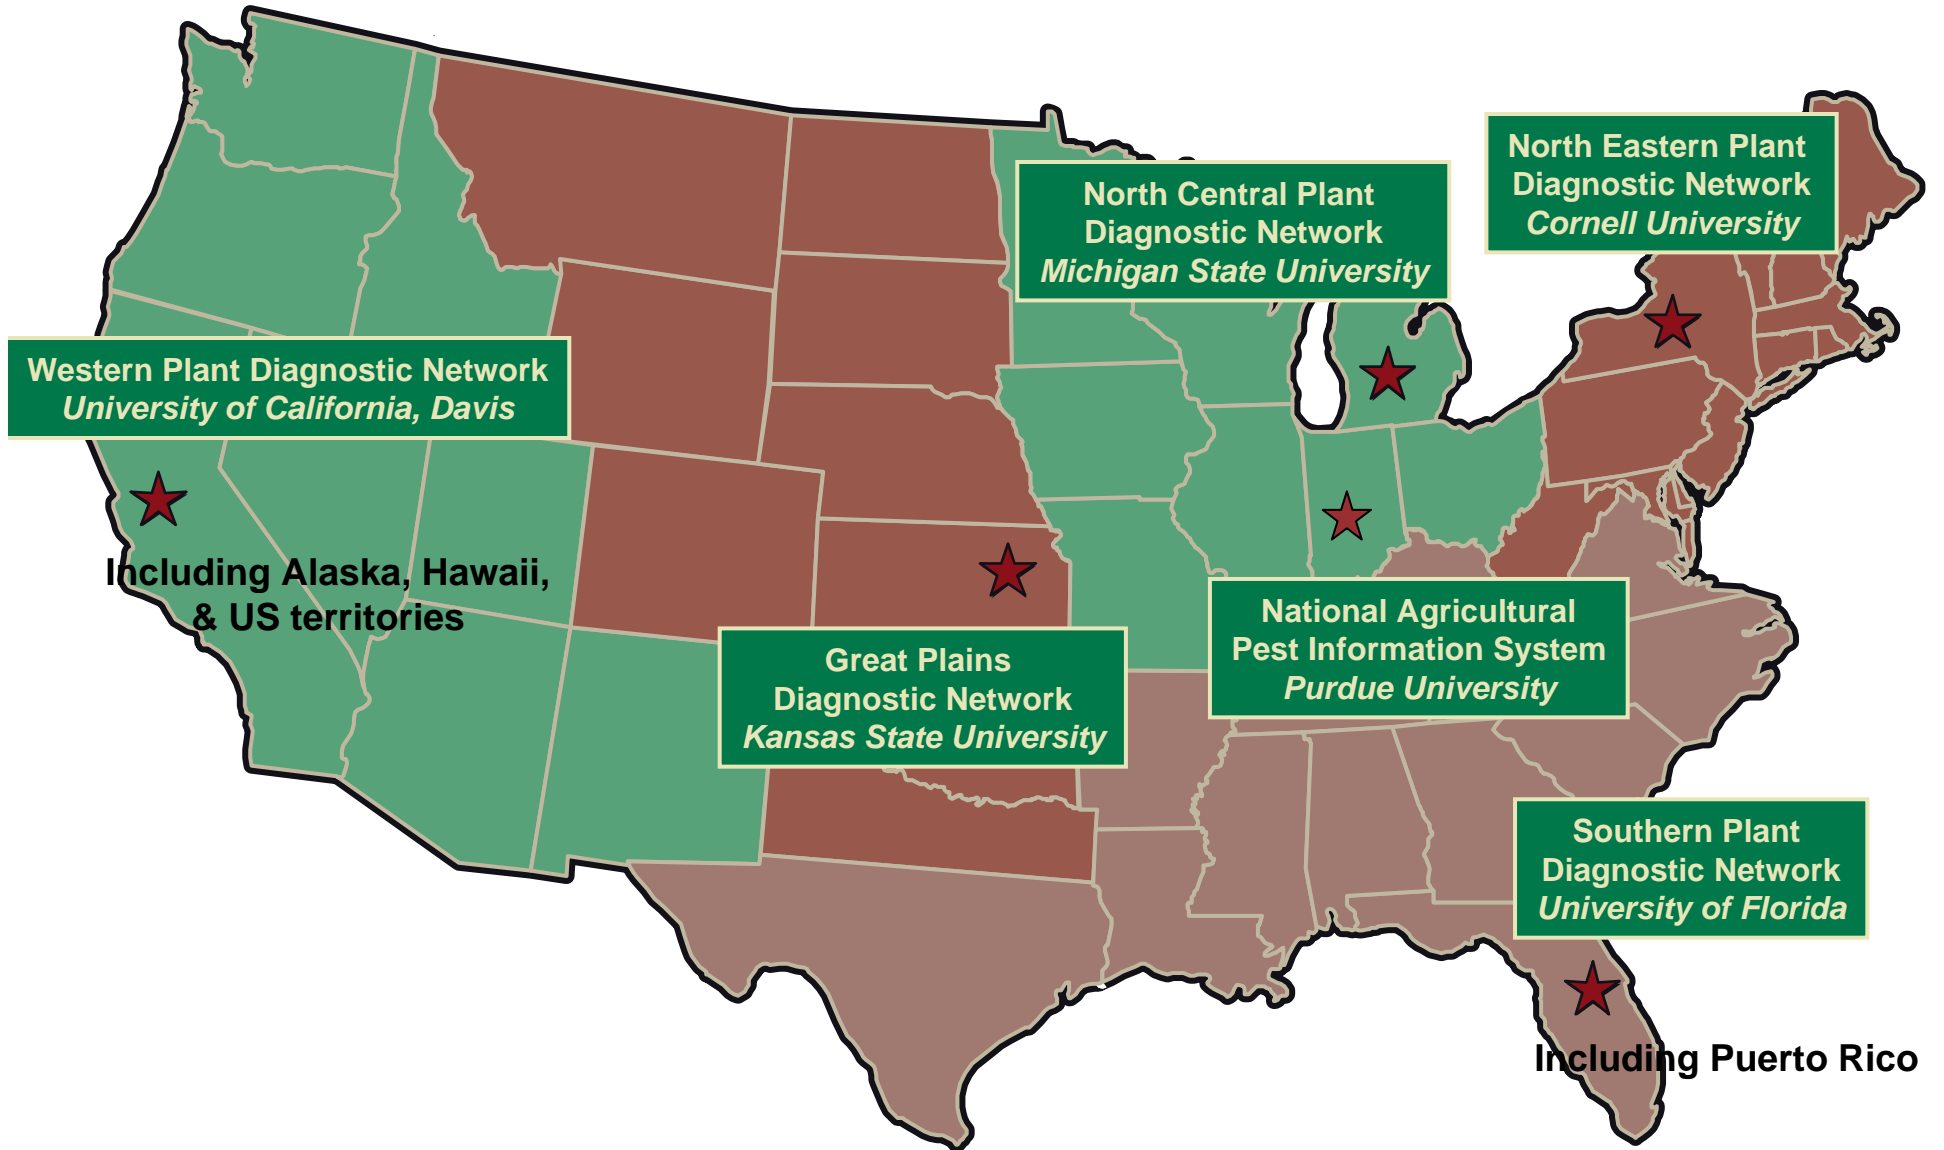 North Eastern Plant
Diagnostic Network
Cornell University
North Central Plant
Diagnostic Network
Michigan State University
Western Plant Diagnostic Network
University of California, Davis
Including Alaska, Hawaii,
& US territories
National Agricultural
Pest Information System
Purdue University
Great Plains
Diagnostic Network
Kansas State University
Southern Plant
Diagnostic Network
University of Florida
Including Puerto Rico